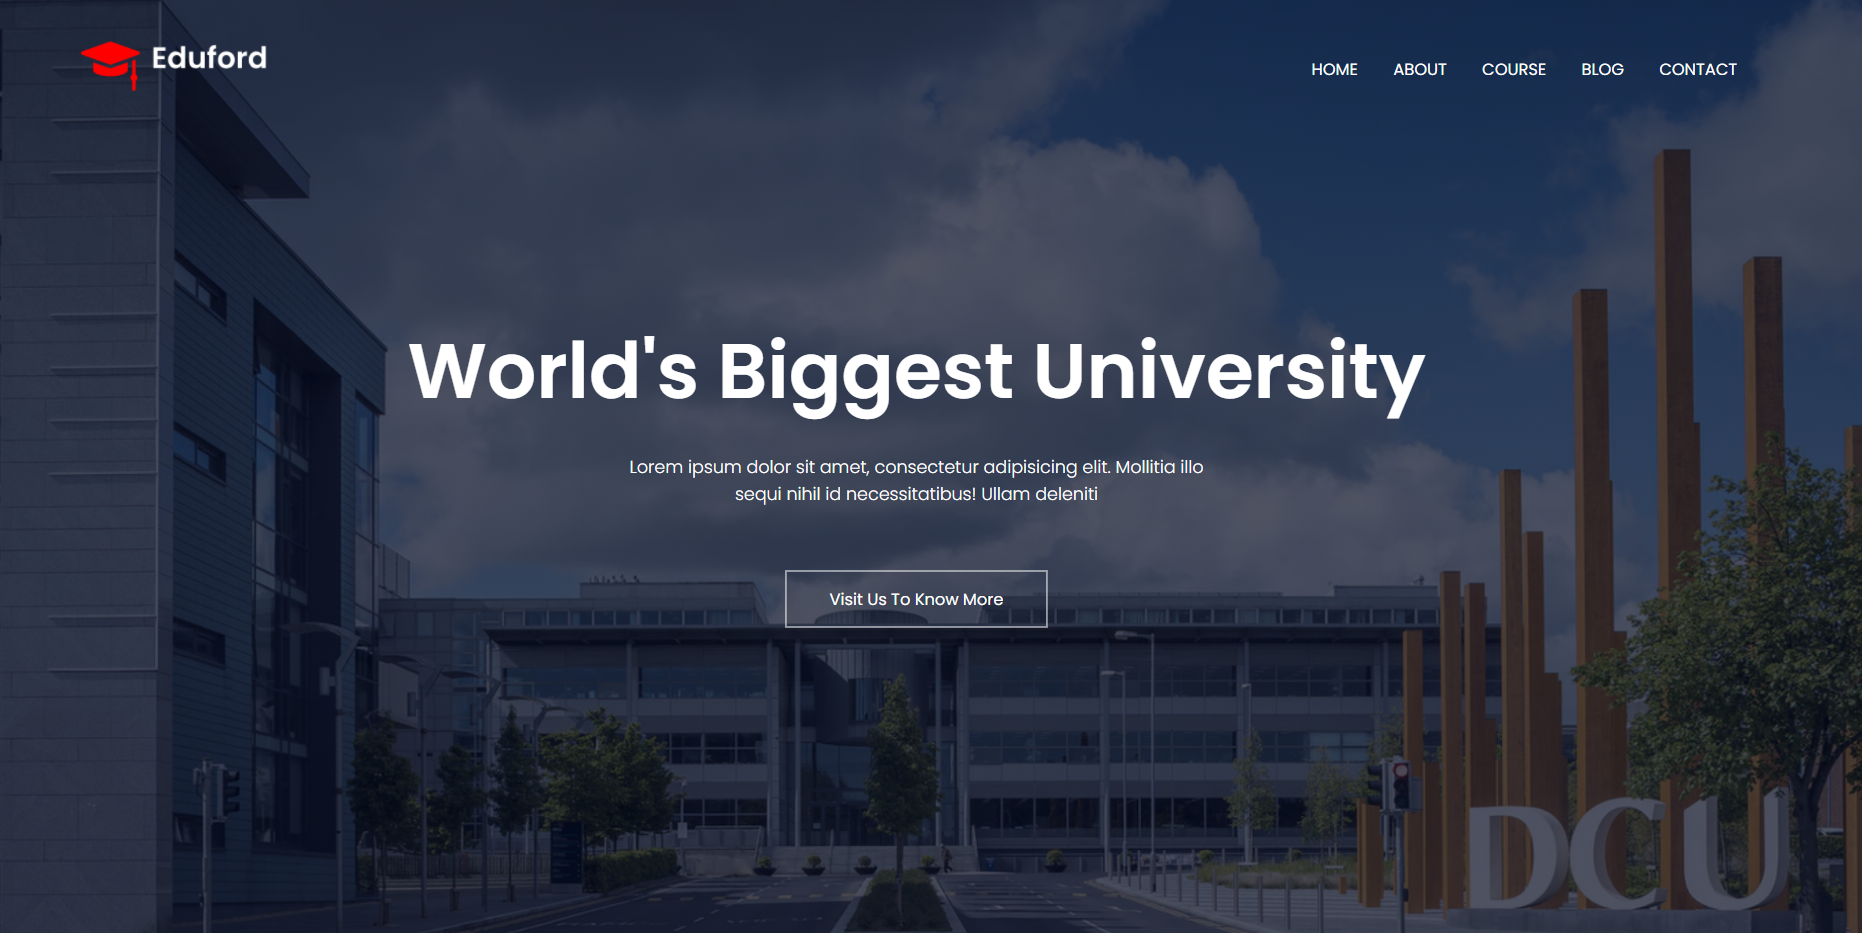 Eduford
HOME ABOUT COURSE BLOG CONTACT
World's Biggest University
Lorem ipsum dolor sit amet, consectetur adipisicing elit. Mollitia illo
sequi nihil id necessitatibus! Ullam deleniti
Visit Us To Know More
DCU